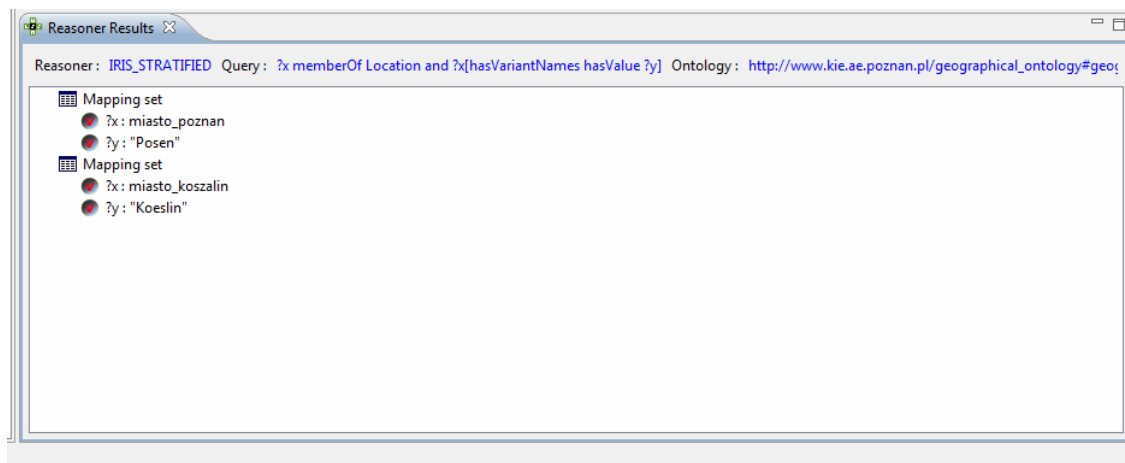 Reasoner Results
Reasoner : IRIS_STRATIFIED Query : ?x memberOf Location and ?x[hasVariantNames hasValue ?y] Ontology : http://www.kie.ae.poznan.pl/geographical_ontology#geog
Mapping set
?x : miasto_poznan
?y : "Posen"
Mapping set
?x : miasto_koszalin
?y : "Koeslin"